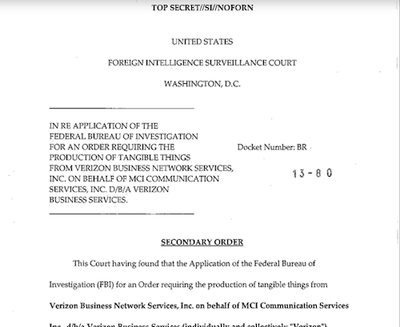 TOP SECRET//SI//NOFORN
UNITED STATES
FOREIGN INTELLIGENCE SURVEILLANCE COURT
WASHINGTON, D.C.
IN RE APPLICATION OF THE
FEDERAL BUREAU OF INVESTIGATION
FOR AN ORDER REQUIRING THE
PRODUCTION OF TANGIBLE THINGS
FROM VERIZON BUSINESS NETWORK SERVICES,
INC. ON BEHALF OF MCI COMMUNICATION
SERVICES, INC. D/B/A VERIZON
BUSINESS SERVICES.
Docket Number: BR
13-80
SECONDARY ORDER
This Court having found that the Application of the Federal Bureau of
Investigation (FBI) for an Order requiring the production of tangible things from
Verizon Business Network Services, Inc. on behalf of MCI Communication Services
Inc., d/b/a Verizon Business Services (individually and collectively "Verizon")